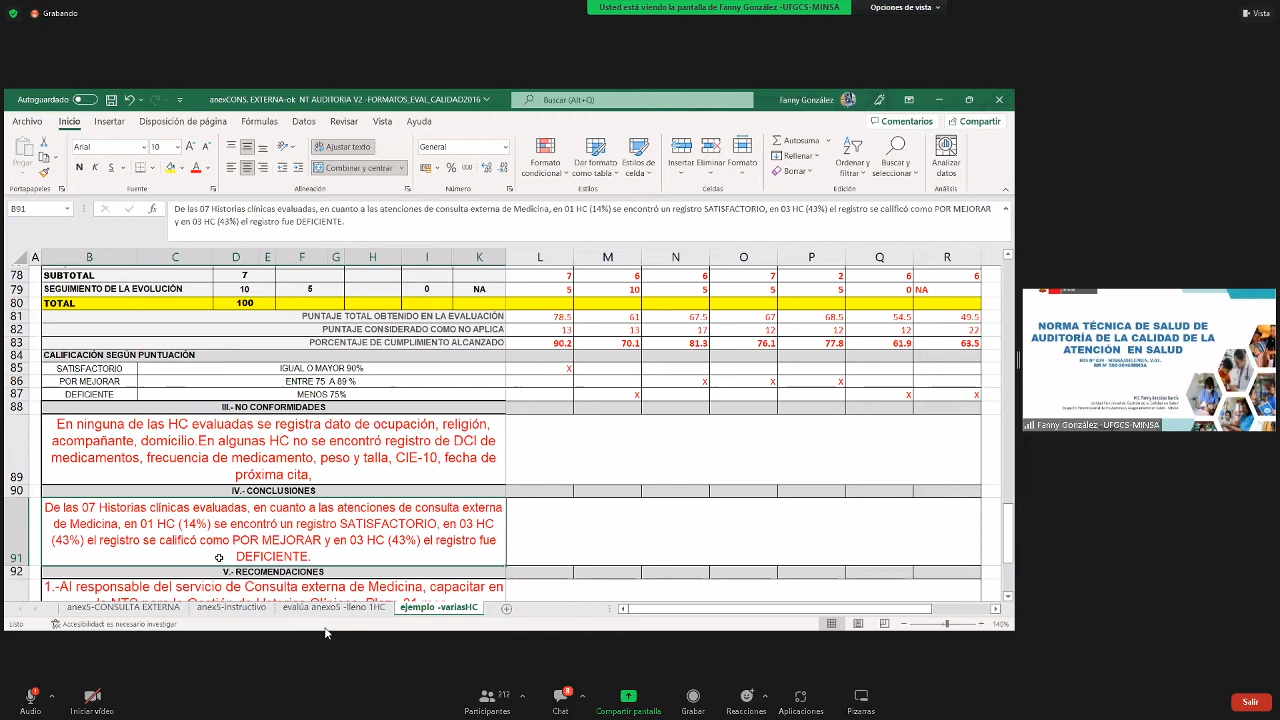 Grabando
Usted está viendo la pantalla de Fanny González -UFGCS-MINSA
Opciones de vista
Vista
Autoguardado
anexCONS. EXTERNA-ok NT AUDITORIA V2 -FORMATOS_EVAL_CALIDAD2016
Buscar (Alt+Q)
Fanny González
Archivo Inicio Insertar Disposición de página Fórmulas Datos Revisar Vista Ayuda
Comentarios Compartir
Pegar
Arial 10
N K S
Ajustar texto
Combinar y centrar
General
Formato condicional
Dar formato como tabla
Estilos de celda
Insertar Eliminar Formato
Autosuma
Rellenar
Borrar
Ordenar y filtrar
Buscar y seleccionar
Analizar datos
Portapapeles Fuente Alineación Número Estilos Celdas Edición Análisis
B91
De las 07 Historias clínicas evaluadas, en cuanto a las atenciones de consulta externa de Medicina, en 01 HC (14%) se encontró un registro SATISFACTORIO, en 03 HC (43%) el registro se calificó como POR MEJORAR
y en 03 HC (43%) el registro fue DEFICIENTE.
A B C D E F G H I K L M N O P Q R
78 SUBTOTAL 7 7 6 6 7 2 6 6
79 SEGUIMIENTO DE LA EVOLUCIÓN 10 5 0 NA 5 10 5 5 5 0 NA
80 TOTAL 100
81 PUNTAJE TOTAL OBTENIDO EN LA EVALUACIÓN 78.5 61 67.5 67 68.5 54.5 49.5
82 PUNTAJE CONSIDERADO COMO NO APLICA 13 13 17 12 12 12 22
83 PORCENTAJE DE CUMPLIMIENTO ALCANZADO 90.2 70.1 81.3 76.1 77.8 61.9 63.5
84 CALIFICACIÓN SEGÚN PUNTUACIÓN
85 SATISFACTORIO IGUAL O MAYOR 90% X
86 POR MEJORAR ENTRE 75 A 89 % X X X
87 DEFICIENTE MENOS 75% X X X
88 III.- NO CONFORMIDADES
En ninguna de las HC evaluadas se registra dato de ocupación, religión,
acompañante, domicilio.En algunas HC no se encontró registro de DCI de
medicamentos, frecuencia de medicamento, peso y talla, CIE-10, fecha de
próxima cita,
89
90 IV.- CONCLUSIONES
De las 07 Historias clínicas evaluadas, en cuanto a las atenciones de consulta externa
de Medicina, en 01 HC (14%) se encontró un registro SATISFACTORIO, en 03 HC
(43%) el registro se calificó como POR MEJORAR y en 03 HC (43%) el registro fue
DEFICIENTE.
91
92 V.- RECOMENDACIONES
1.-Al responsable del servicio de Consulta externa de Medicina, capacitar en
anex5-CONSULTA EXTERNA anex5-instructivo evalúa anexo5 -lleno 1HC ejemplo -variasHC
Listo
Accesibilidad: es necesario investigar
140%
NORMA TÉCNICA DE SALUD DE
AUDITORÍA DE LA CALIDAD DE LA
ATENCIÓN EN SALUD
Fanny González -UFGCS-MINSA
Audio
Iniciar vídeo
Participantes 212
Chat 8
Compartir pantalla
Grabar
Reacciones
Aplicaciones
Pizarras
Salir